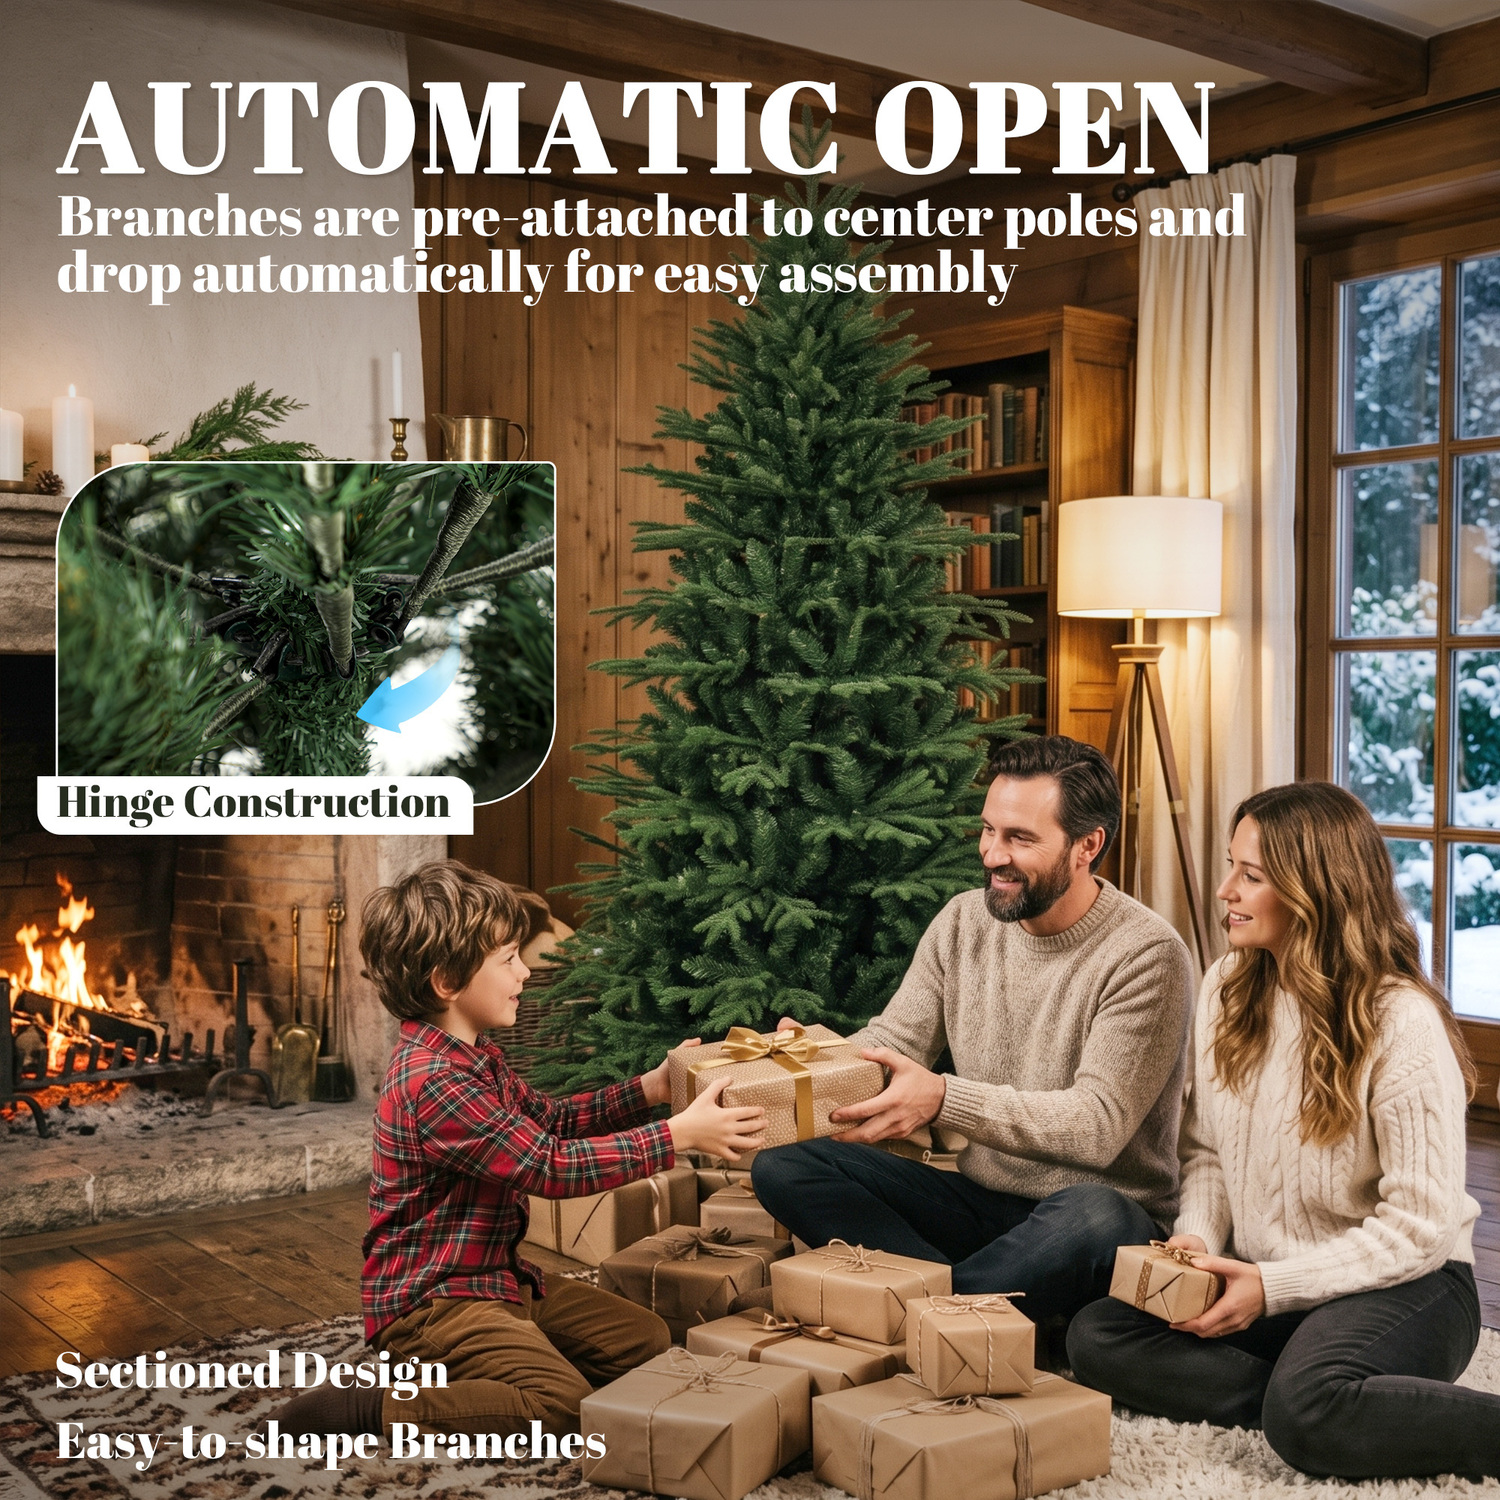 AUTOMATIC OPEN
Branches are pre-attached to center poles and
drop automatically for easy assembly
Hinge Construction
Sectioned Design
Easy-to-shape Branches